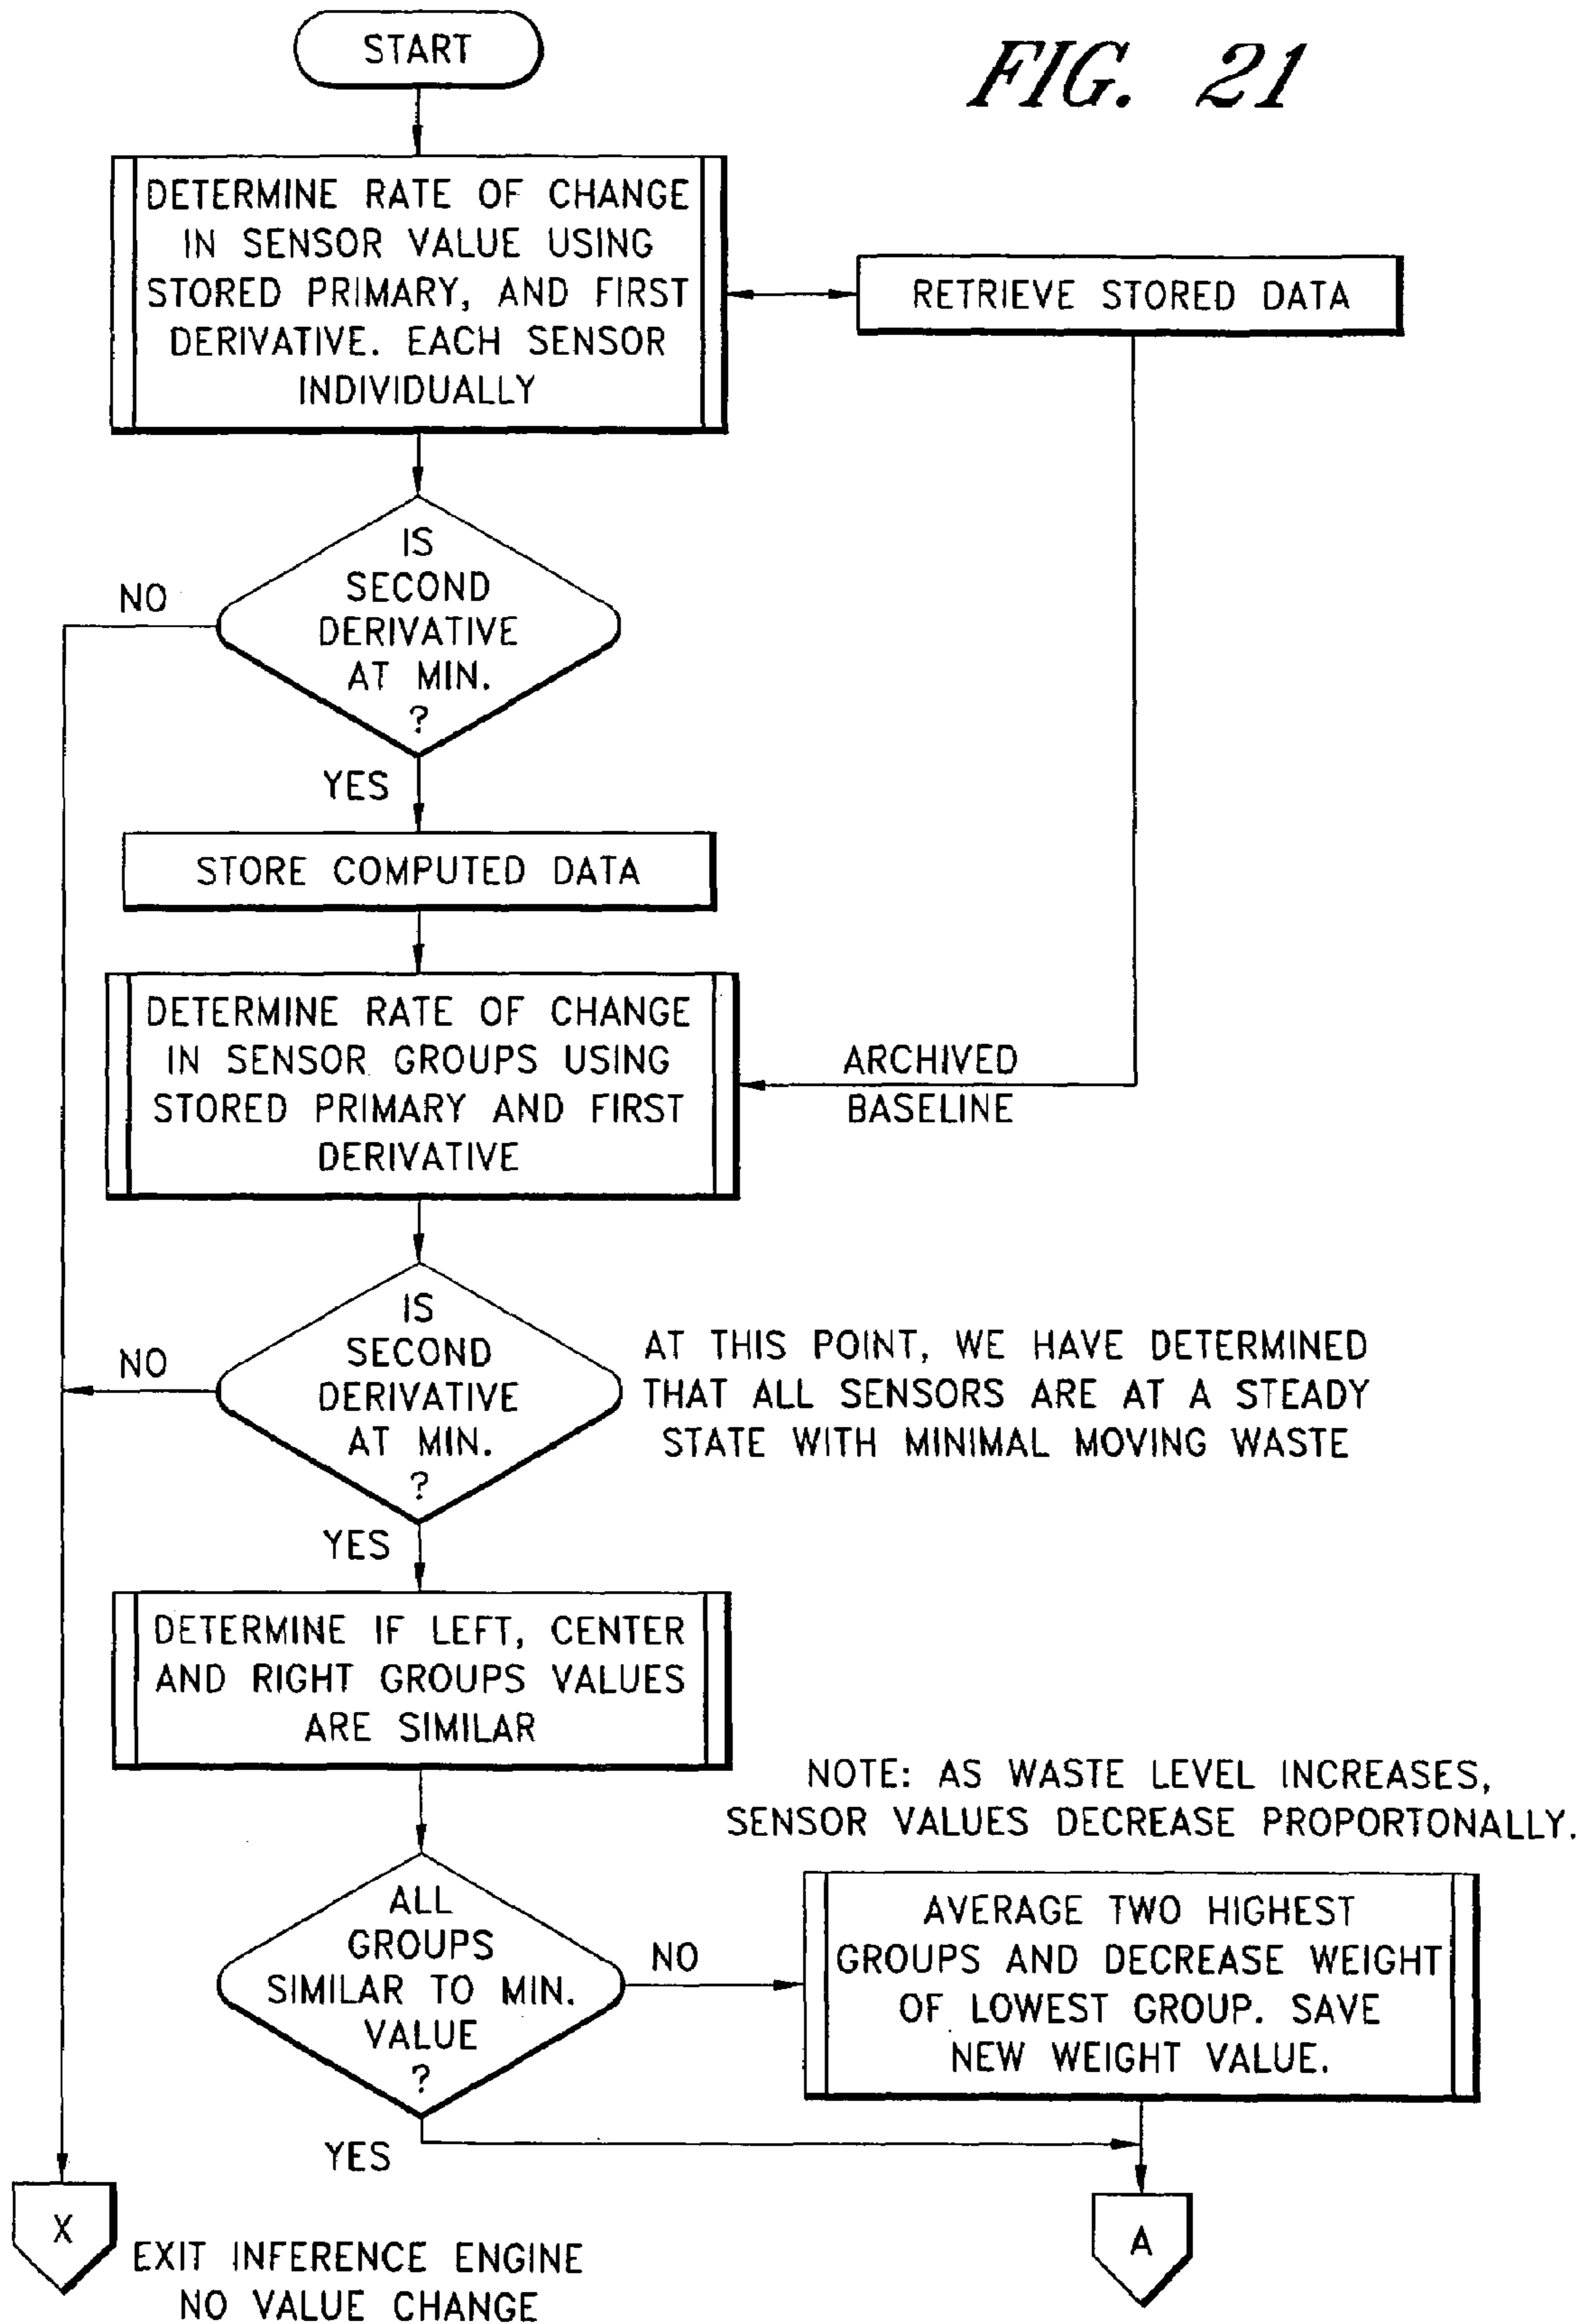 START
FIG. 21
DETERMINE RATE OF CHANGE
IN SENSOR VALUE USING
STORED PRIMARY, AND FIRST
DERIVATIVE. EACH SENSOR
INDIVIDUALLY
RETRIEVE STORED DATA
IS
SECOND
DERIVATIVE
AT MIN.
?
NO
YES
STORE COMPUTED DATA
DETERMINE RATE OF CHANGE
IN SENSOR GROUPS USING
STORED PRIMARY AND FIRST
DERIVATIVE
ARCHIVED
BASELINE
IS
SECOND
DERIVATIVE
AT MIN.
?
NO
AT THIS POINT, WE HAVE DETERMINED
THAT ALL SENSORS ARE AT A STEADY
STATE WITH MINIMAL MOVING WASTE
YES
DETERMINE IF LEFT, CENTER
AND RIGHT GROUPS VALUES
ARE SIMILAR
NOTE: AS WASTE LEVEL INCREASES,
SENSOR VALUES DECREASE PROPORTONALLY.
ALL
GROUPS
SIMILAR TO MIN.
VALUE
?
NO
AVERAGE TWO HIGHEST
GROUPS AND DECREASE WEIGHT
OF LOWEST GROUP. SAVE
NEW WEIGHT VALUE.
YES
X
EXIT INFERENCE ENGINE
NO VALUE CHANGE
A